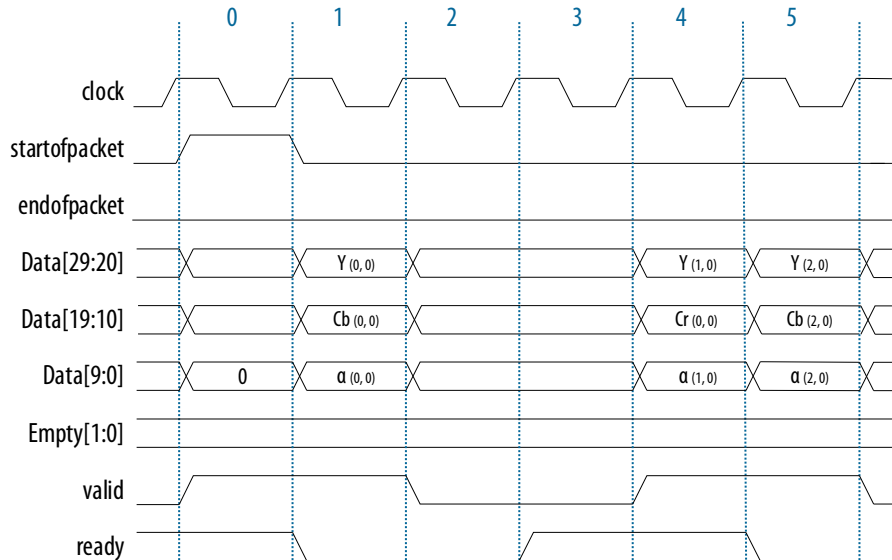 0 1 2 3 4 5
clock
startofpacket
endofpacket
Data[29:20] Y (0, 0) Y (1, 0) Y (2, 0)
Data[19:10] Cb (0, 0) Cr (0, 0) Cb (2, 0)
Data[9:0] 0 α (0, 0) α (1, 0) α (2, 0)
Empty[1:0]
valid
ready